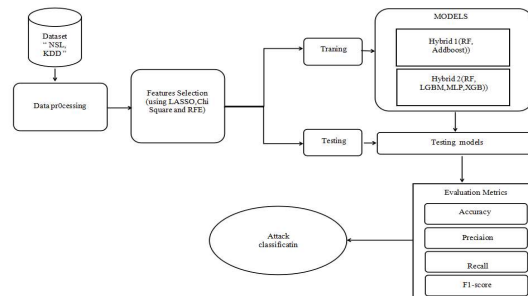 Dataset
“ NSL,
KDD ”
Data pr0cessing
Features Selection
(using LASSO,Chi
Square and RFE)
Traning
Testing
MODELS
Hybrid 1(RF,
Addboost))
Hybrid 2(RF,
LGBM,MLP,XGB))
Testing models
Evaluation Metrics
Accuracy
Preciaion
Recall
F1-score
Attack
classificatin